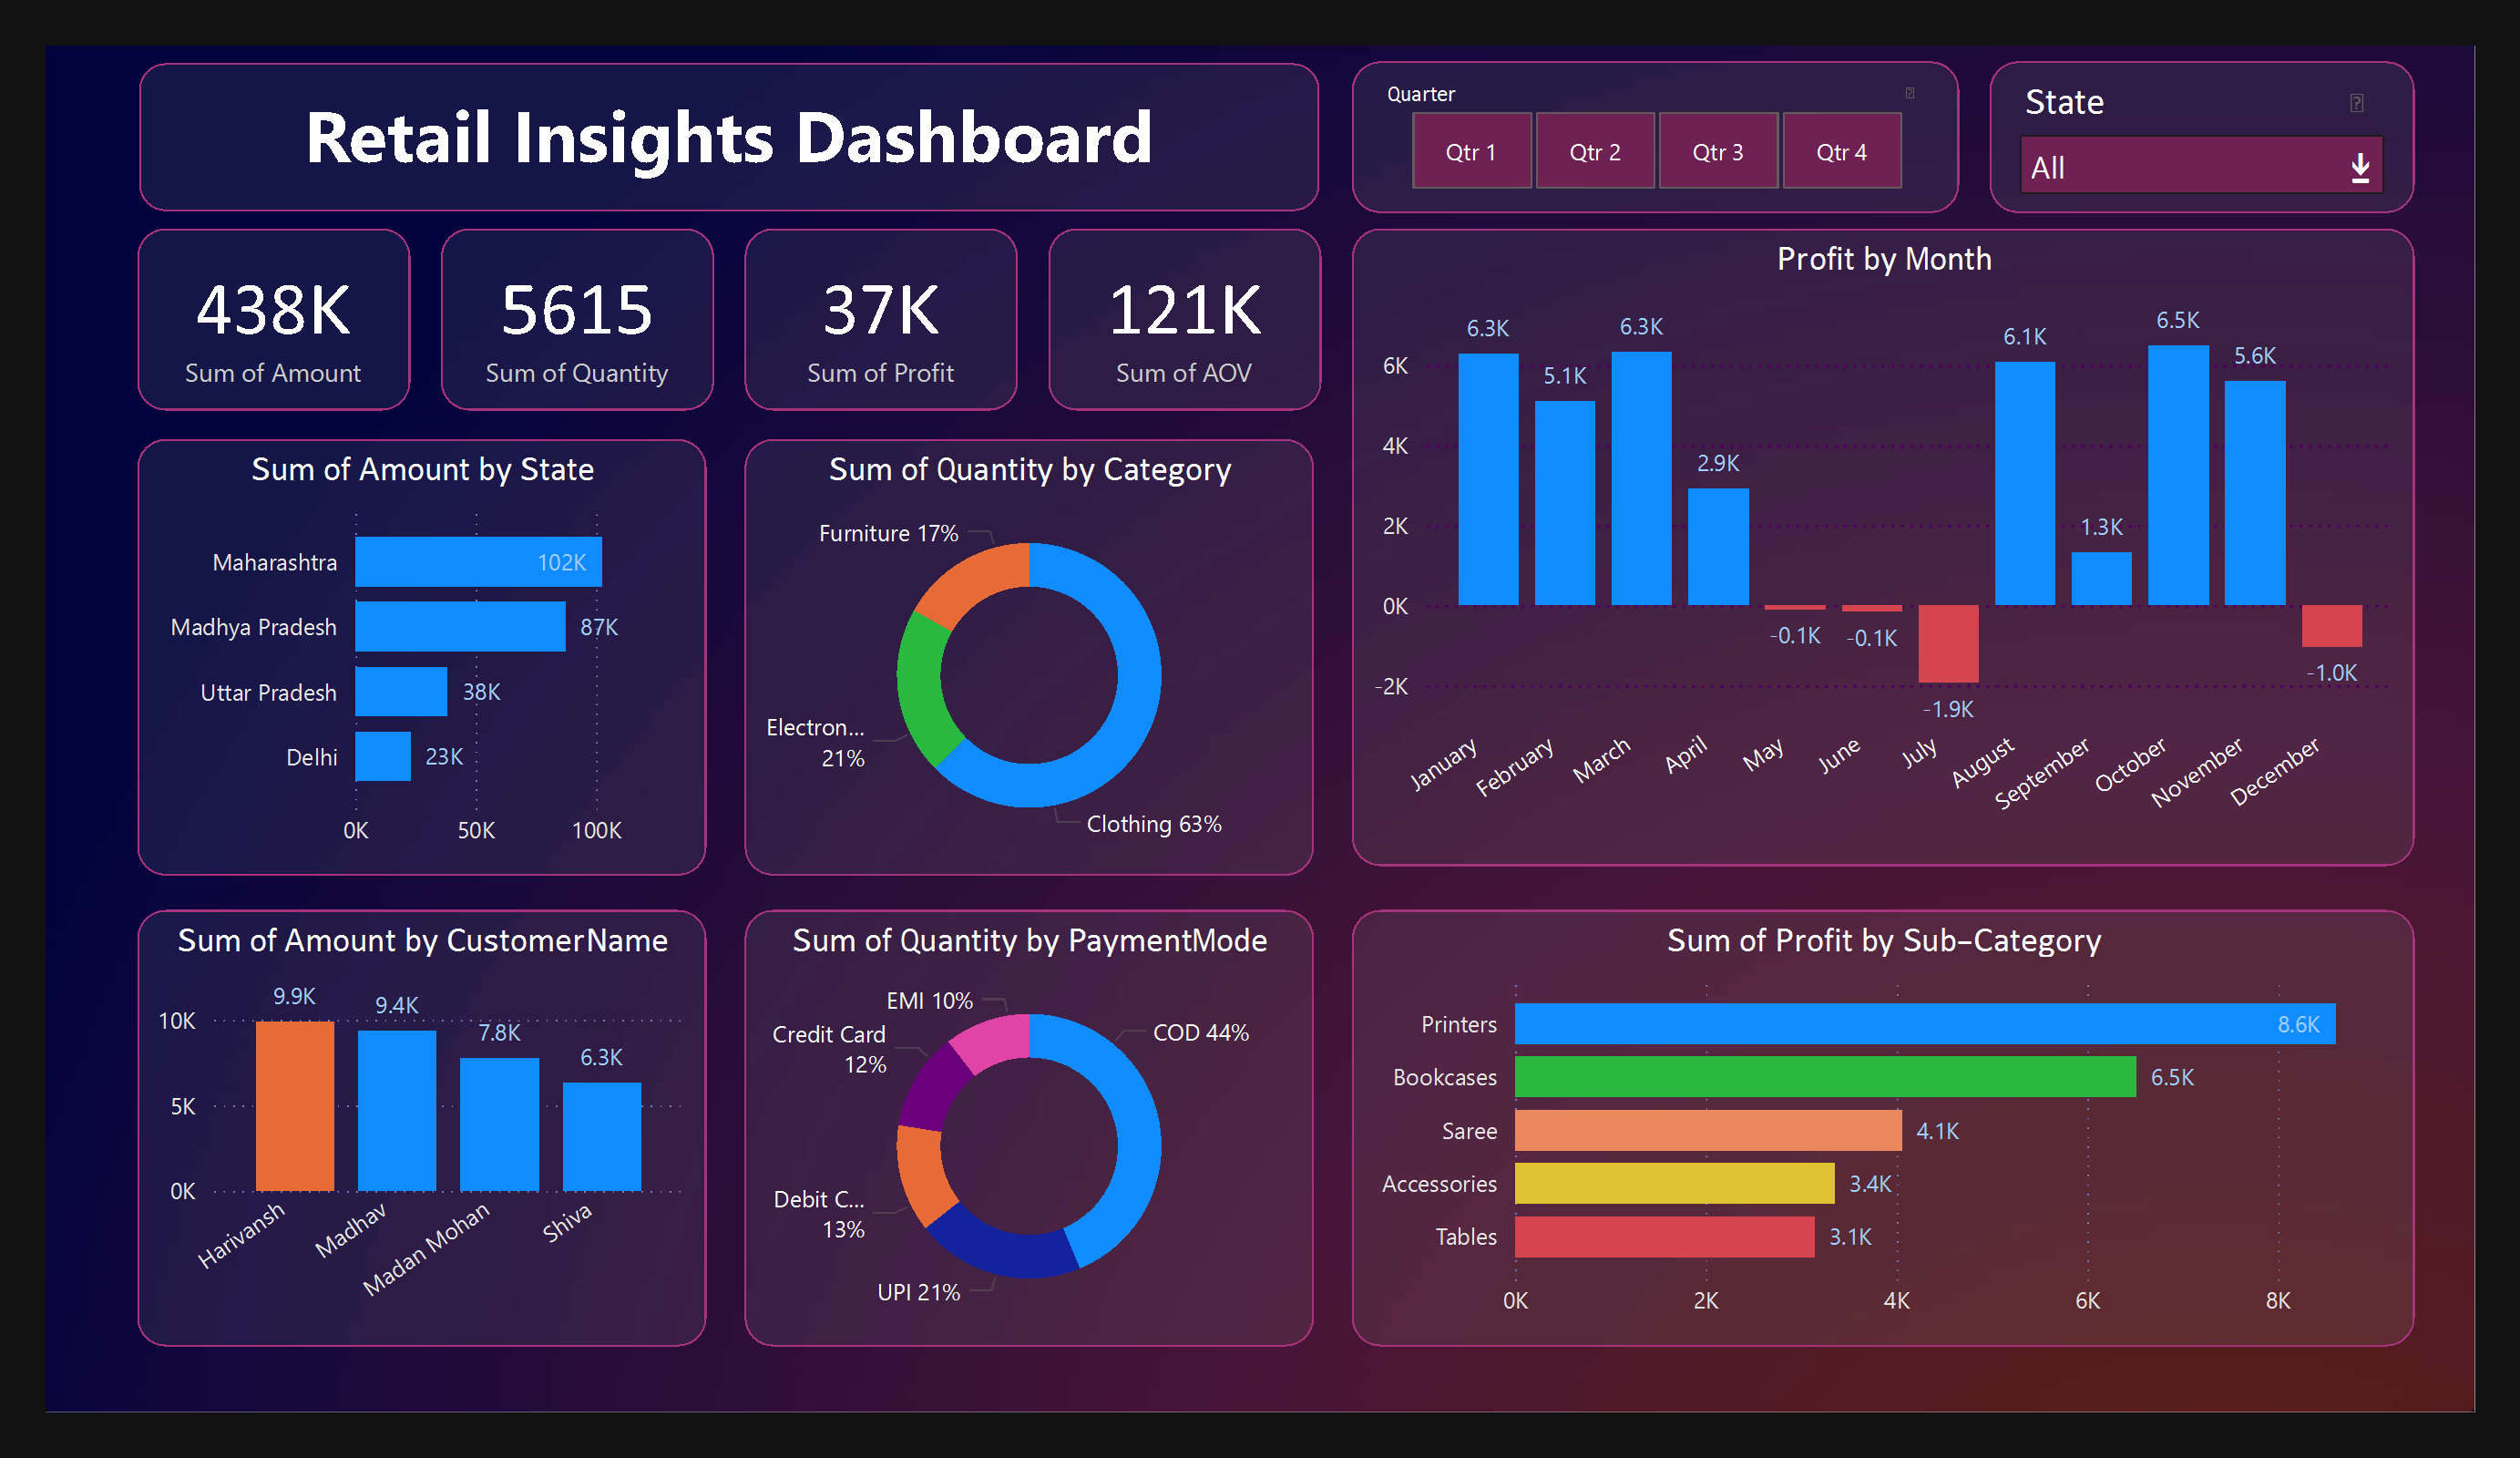 Retail Insights Dashboard
Quarter
Qtr 1 Qtr 2 Qtr 3 Qtr 4
State
All
438K
Sum of Amount
5615
Sum of Quantity
37K
Sum of Profit
121K
Sum of AOV
Profit by Month
6K
4K
2K
0K
-2K
6.3K
5.1K
6.3K
2.9K
-0.1K
-0.1K
-1.9K
6.1K
1.3K
6.5K
5.6K
-1.0K
January
February
March
April
May
June
July
August
September
October
November
December
Sum of Amount by State
Maharashtra 102K
Madhya Pradesh 87K
Uttar Pradesh 38K
Delhi 23K
0K 50K 100K
Sum of Quantity by Category
Furniture 17%
Electron...
21%
Clothing 63%
Sum of Amount by CustomerName
10K
5K
0K
9.9K
9.4K
7.8K
6.3K
Harivansh
Madhav
Madan Mohan
Shiva
Sum of Quantity by PaymentMode
EMI 10%
COD 44%
Credit Card
12%
Debit C...
13%
UPI 21%
Sum of Profit by Sub-Category
Printers 8.6K
Bookcases 6.5K
Saree 4.1K
Accessories 3.4K
Tables 3.1K
0K 2K 4K 6K 8K